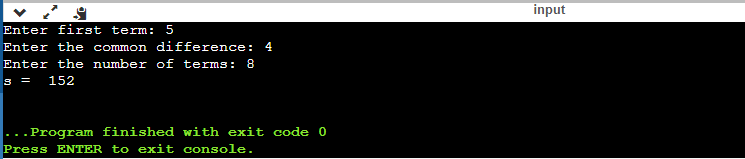 input
Enter first term: 5
Enter the common difference: 4
Enter the number of terms: 8
s =  152
...Program finished with exit code 0
Press ENTER to exit console.